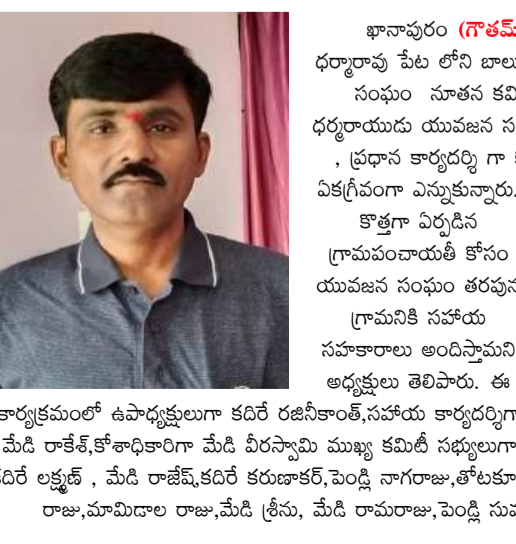 ఖానాపురం (గౌతమ్
ధర్మారావు పేట లోని బాలు
సంఘం నూతన కమి
ధర్మరాయుడు యువజన స
, ప్రధాన కార్యదర్శి గా
ఏకగ్రీవంగా ఎన్నుకున్నారు.
కొత్తగా ఏర్పడిన
గ్రామపంచాయతీ కోసం
యువజన సంఘం తరపున
గ్రామనికి సహాయ
సహకారాలు అందిస్తామని
అధ్యక్షులు తెలిపారు. ఈ
కార్యక్రమంలో ఉపాధ్యక్షులుగా కదిరే రజినీకాంత్,సహాయ కార్యదర్శిగా
మేడి రాకేశ్,కోశాధికారిగా మేడి వీరస్వామి ముఖ్య కమిటీ సభ్యులుగా
దిరే లక్ష్మణ్ , మేడి రాజేష్,కదిరే కరుణాకర్,పెండ్లి నాగరాజు,తోటకూ
రాజు,మామిడాల రాజు,మేడి శ్రీను, మేడి రామరాజు,పెండ్లి సుమ